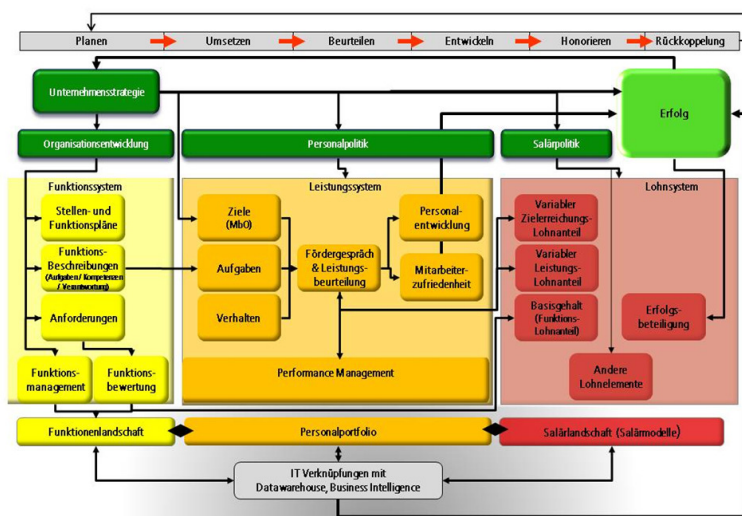 Planen Umsetzen Beurteilen Entwickeln Honorieren Rückkoppelung
Unternehmensstrategie
Erfolg
Organisationsentwicklung
Personalpolitik
Salärpolitik
Funktionssystem
Leistungssystem
Lohnsystem
Stellen- und
Funktionspläne
Funktions-
Beschreibungen
(Aufgaben / Kompetenzen
/ Verantwortung)
Anforderungen
Funktions-
management
Funktions-
bewertung
Ziele
(MbO)
Aufgaben
Verhalten
Fördergespräch
& Leistungs-
beurteilung
Personal-
entwicklung
Mitarbeiter-
zufriedenheit
Performance Management
Variabler
Zielerreichungs-
Lohnanteil
Variabler
Leistungs-
Lohnanteil
Basisgehalt
(Funktions-
Lohnanteil)
Erfolgs-
beteiligung
Andere
Lohnelemente
Funktionenlandschaft
Personalportfolio
Salärlandschaft (Salärmodelle)
IT Verknüpfungen mit
Datawarehouse, Business Intelligence